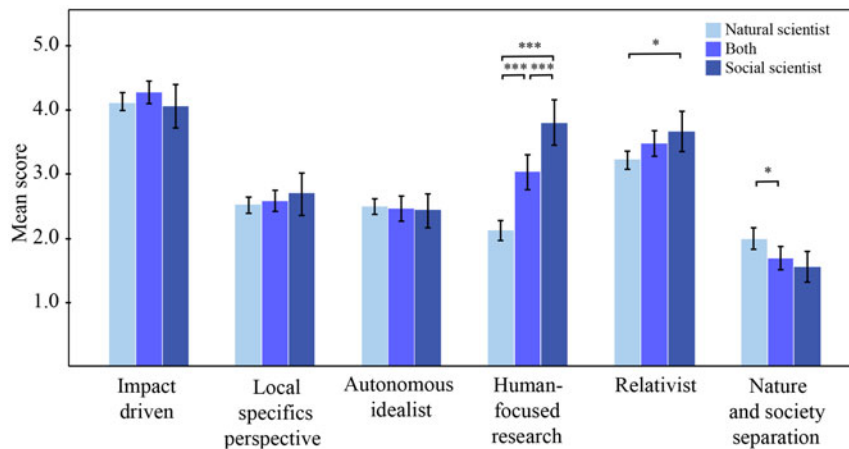 5.0
4.0
3.0
2.0
1.0
Mean score
Natural scientist
Both
Social scientist
***
*** ***
*
*
Impact
driven
Local
specifics
perspective
Autonomous
idealist
Human-
focused
research
Relativist
Nature
and society
separation